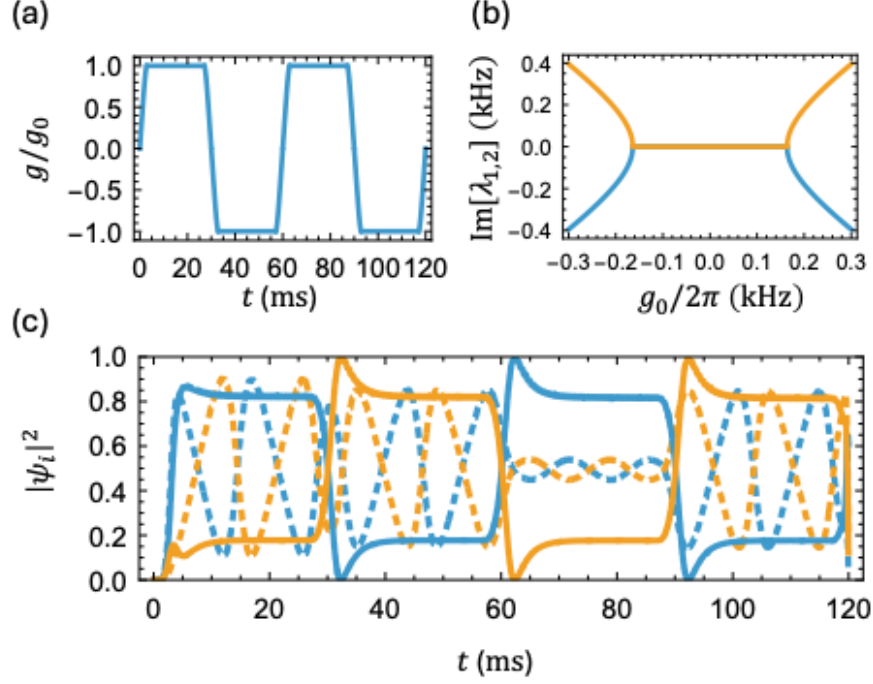 (a)
(b)
1.0
0.5
0.0
−0.5
−1.0
g/g₀
0 20 40 60 80 100 120
t (ms)
0.4
0.2
0.0
−0.2
−0.4
Im[λ₁,₂] (kHz)
−0.3 −0.2 −0.1 0.0 0.1 0.2 0.3
g₀/2π (kHz)
(c)
1.0
0.8
0.6
0.4
0.2
0.0
|ψᵢ|²
0 20 40 60 80 100 120
t (ms)